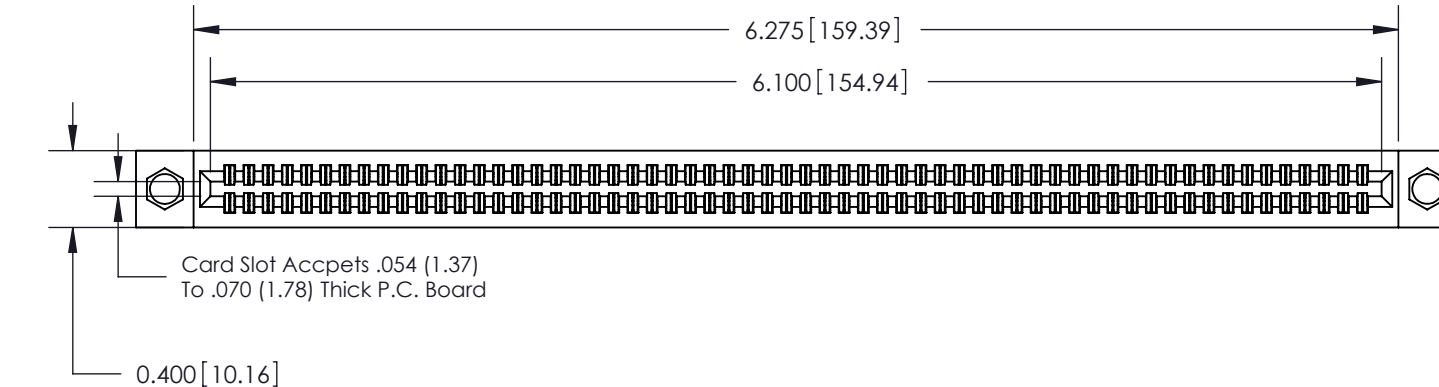 6.275[159.39]
6.100[154.94]
Card Slot Accpets .054 (1.37)
To .070 (1.78) Thick P.C. Board
0.400[10.16]